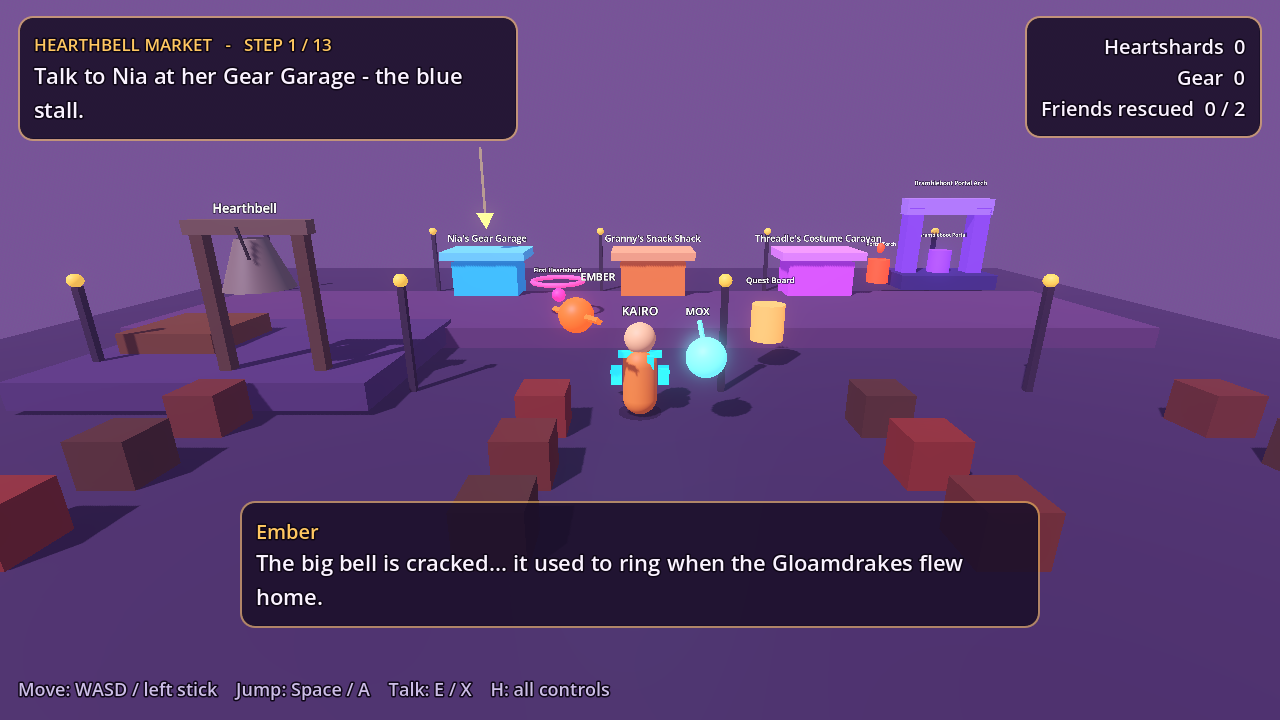 HEARTHBELL MARKET - STEP 1 / 13
Talk to Nia at her Gear Garage - the blue
stall.
Heartshards 0
Gear 0
Friends rescued 0 / 2
Hearthbell
Bramblehoof Portal Arch
Nia's Gear Garage
Granny's Snack Shack
Threadle's Costume Caravan
First Heartshard
EMBER
Quest Board
KAIRO
MOX
Ember
The big bell is cracked... it used to ring when the Gloamdrakes flew
home.
Move: WASD / left stick Jump: Space / A Talk: E / X H: all controls